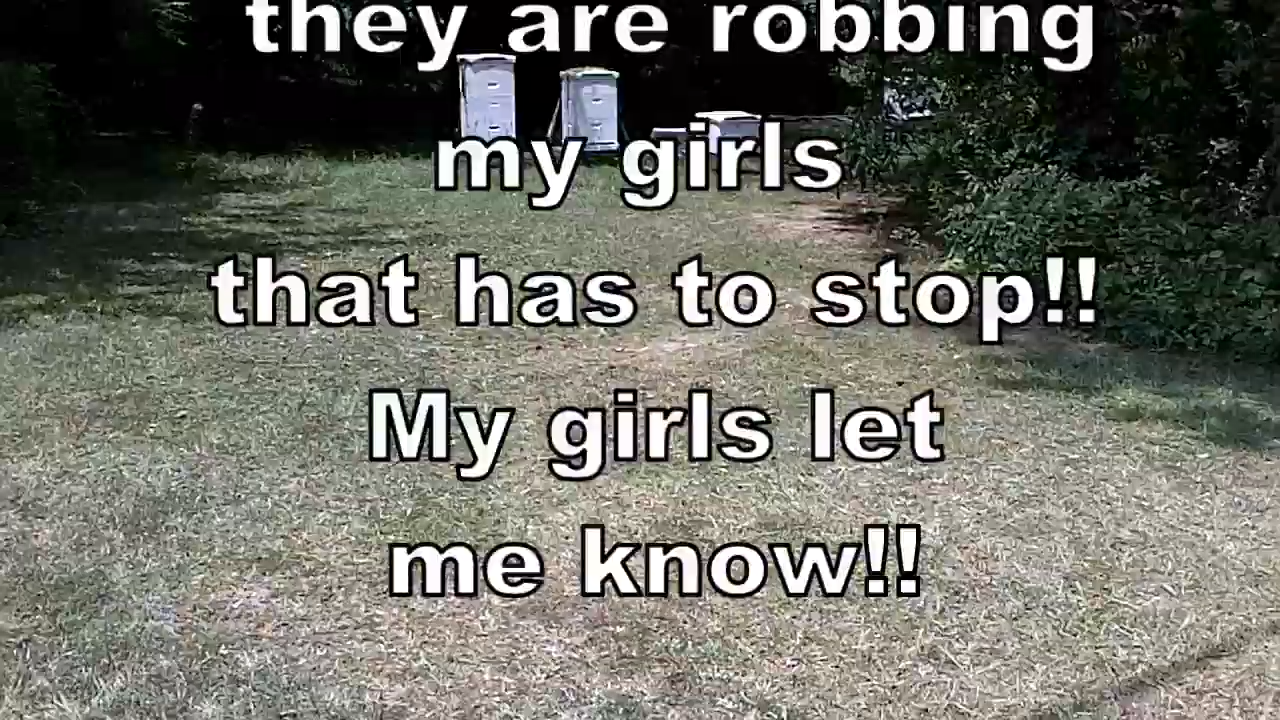 they are robbing
my girls
that has to stop!!
My girls let
me know!!